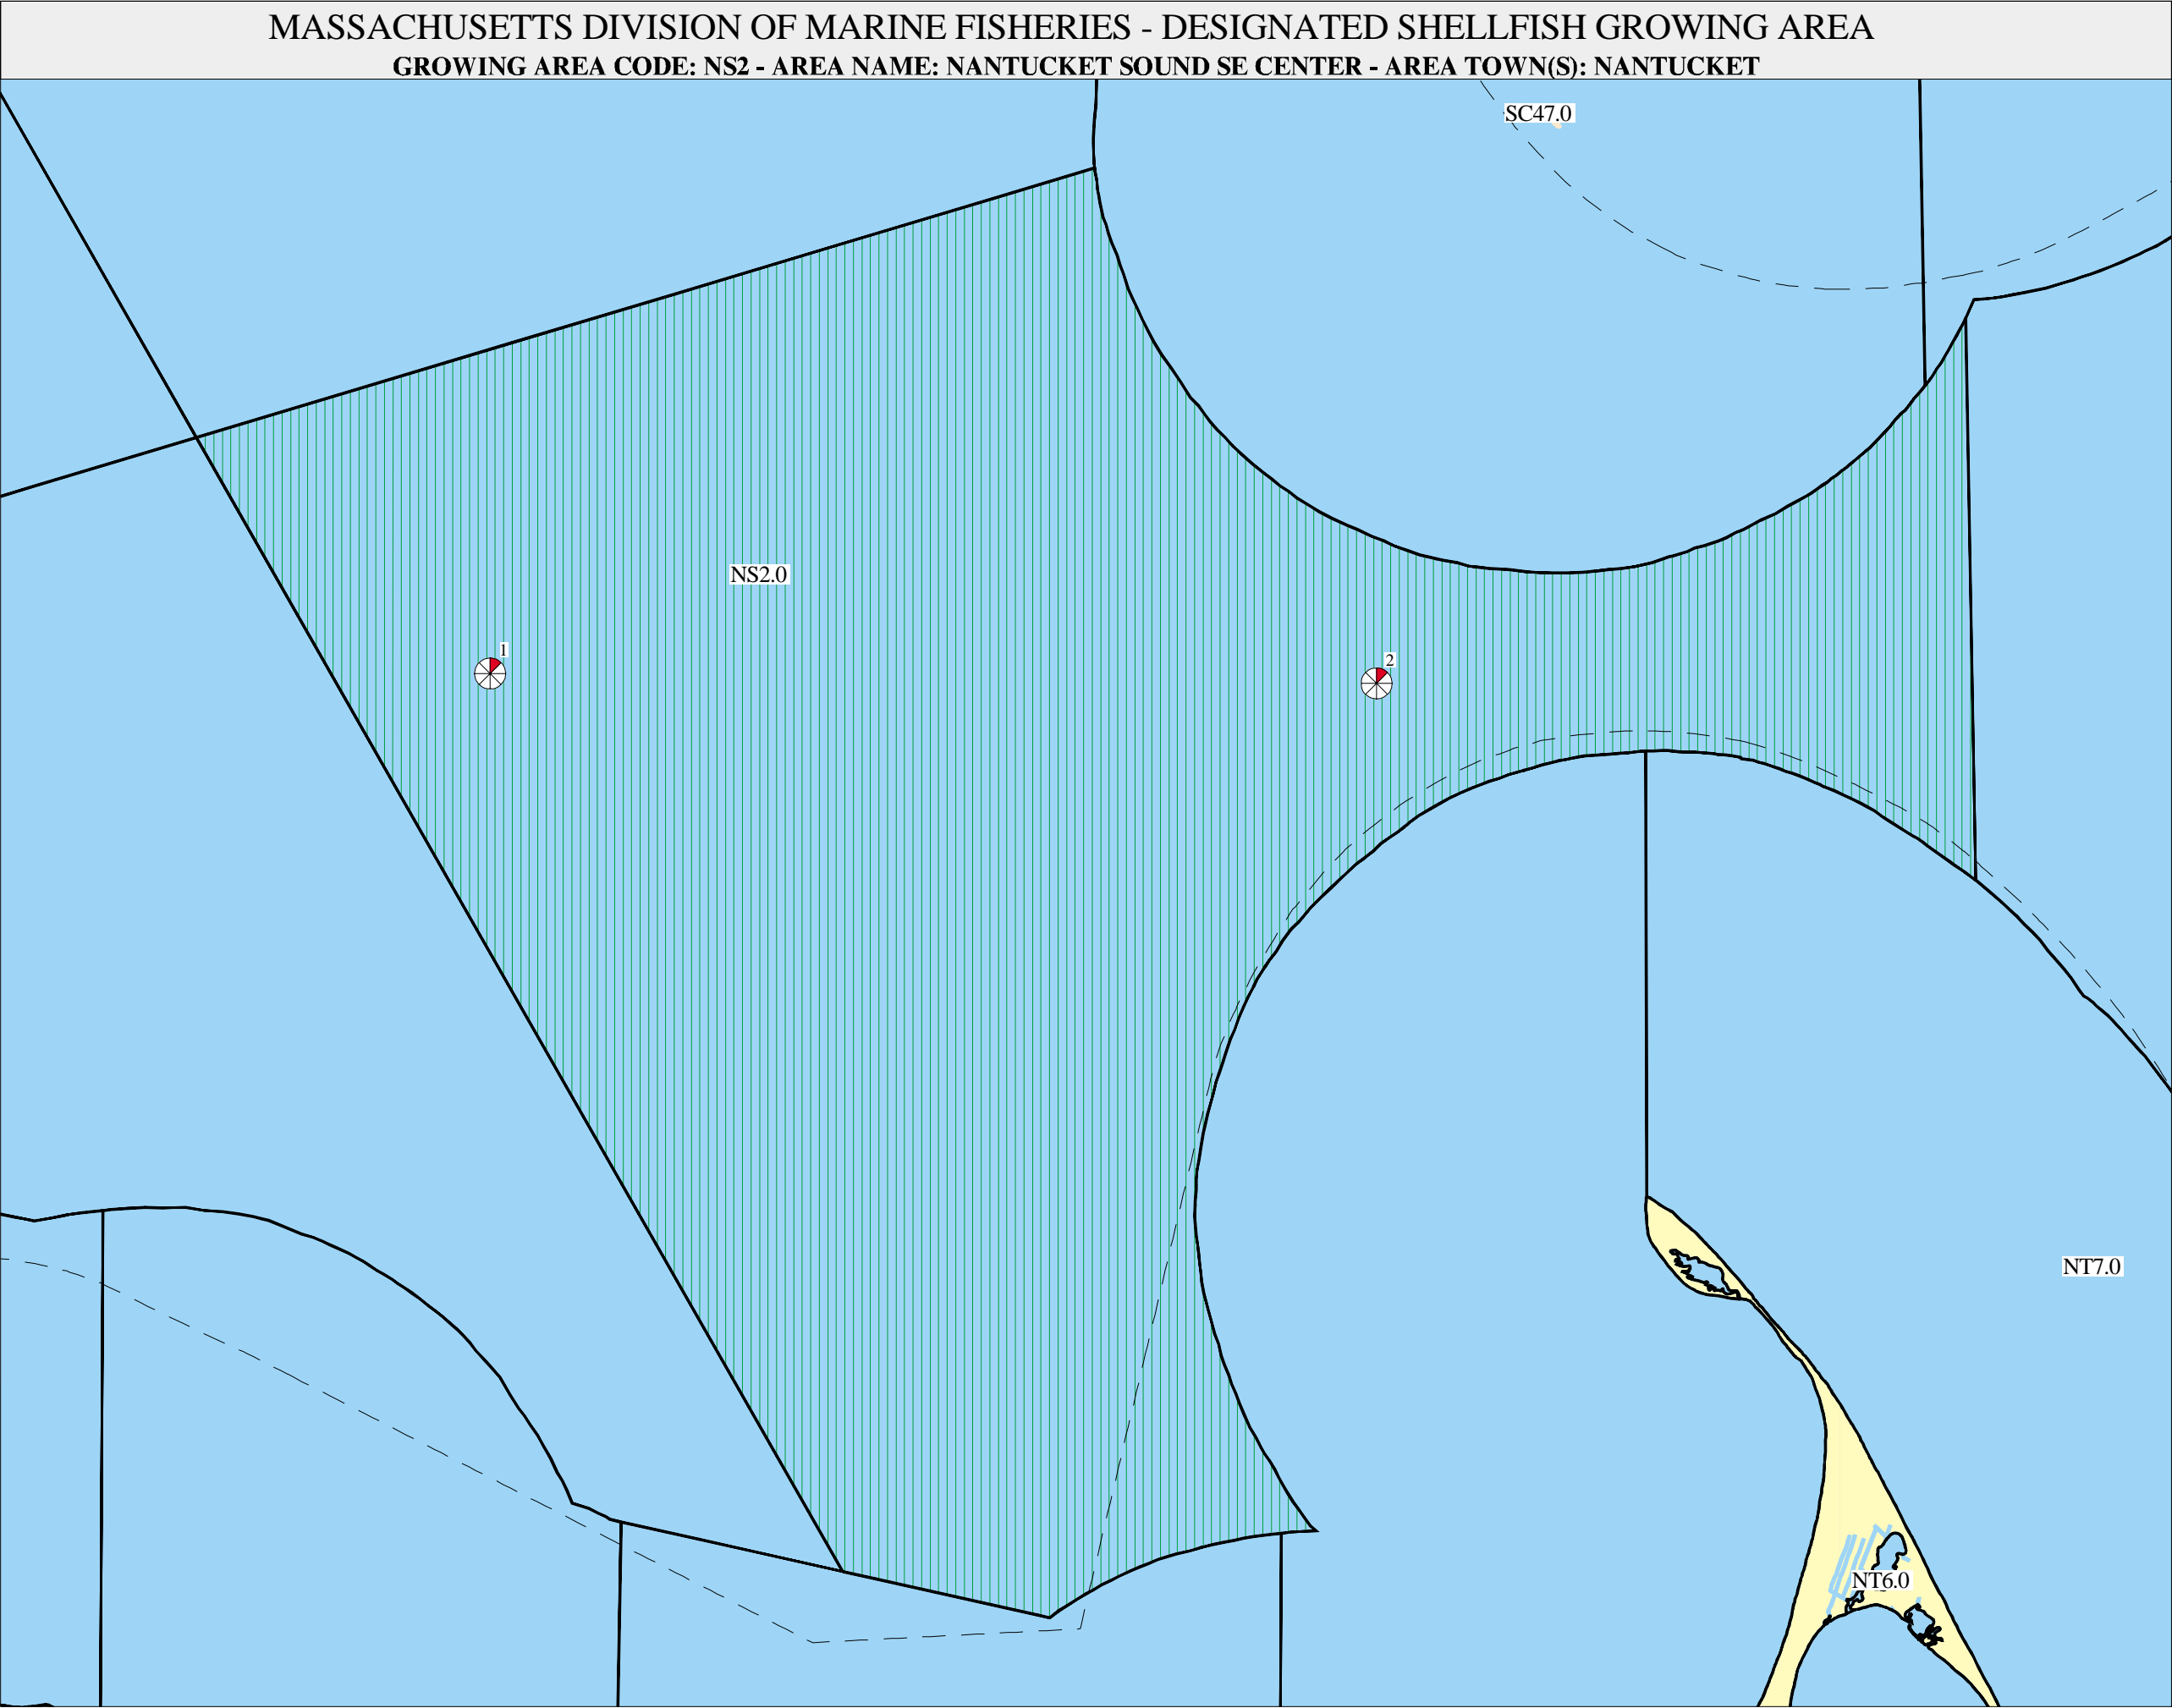 MASSACHUSETTS DIVISION OF MARINE FISHERIES - DESIGNATED SHELLFISH GROWING AREA
GROWING AREA CODE: NS2 - AREA NAME: NANTUCKET SOUND SE CENTER - AREA TOWN(S): NANTUCKET
SC47.0
NS2.0
1
2
NT7.0
NT6.0